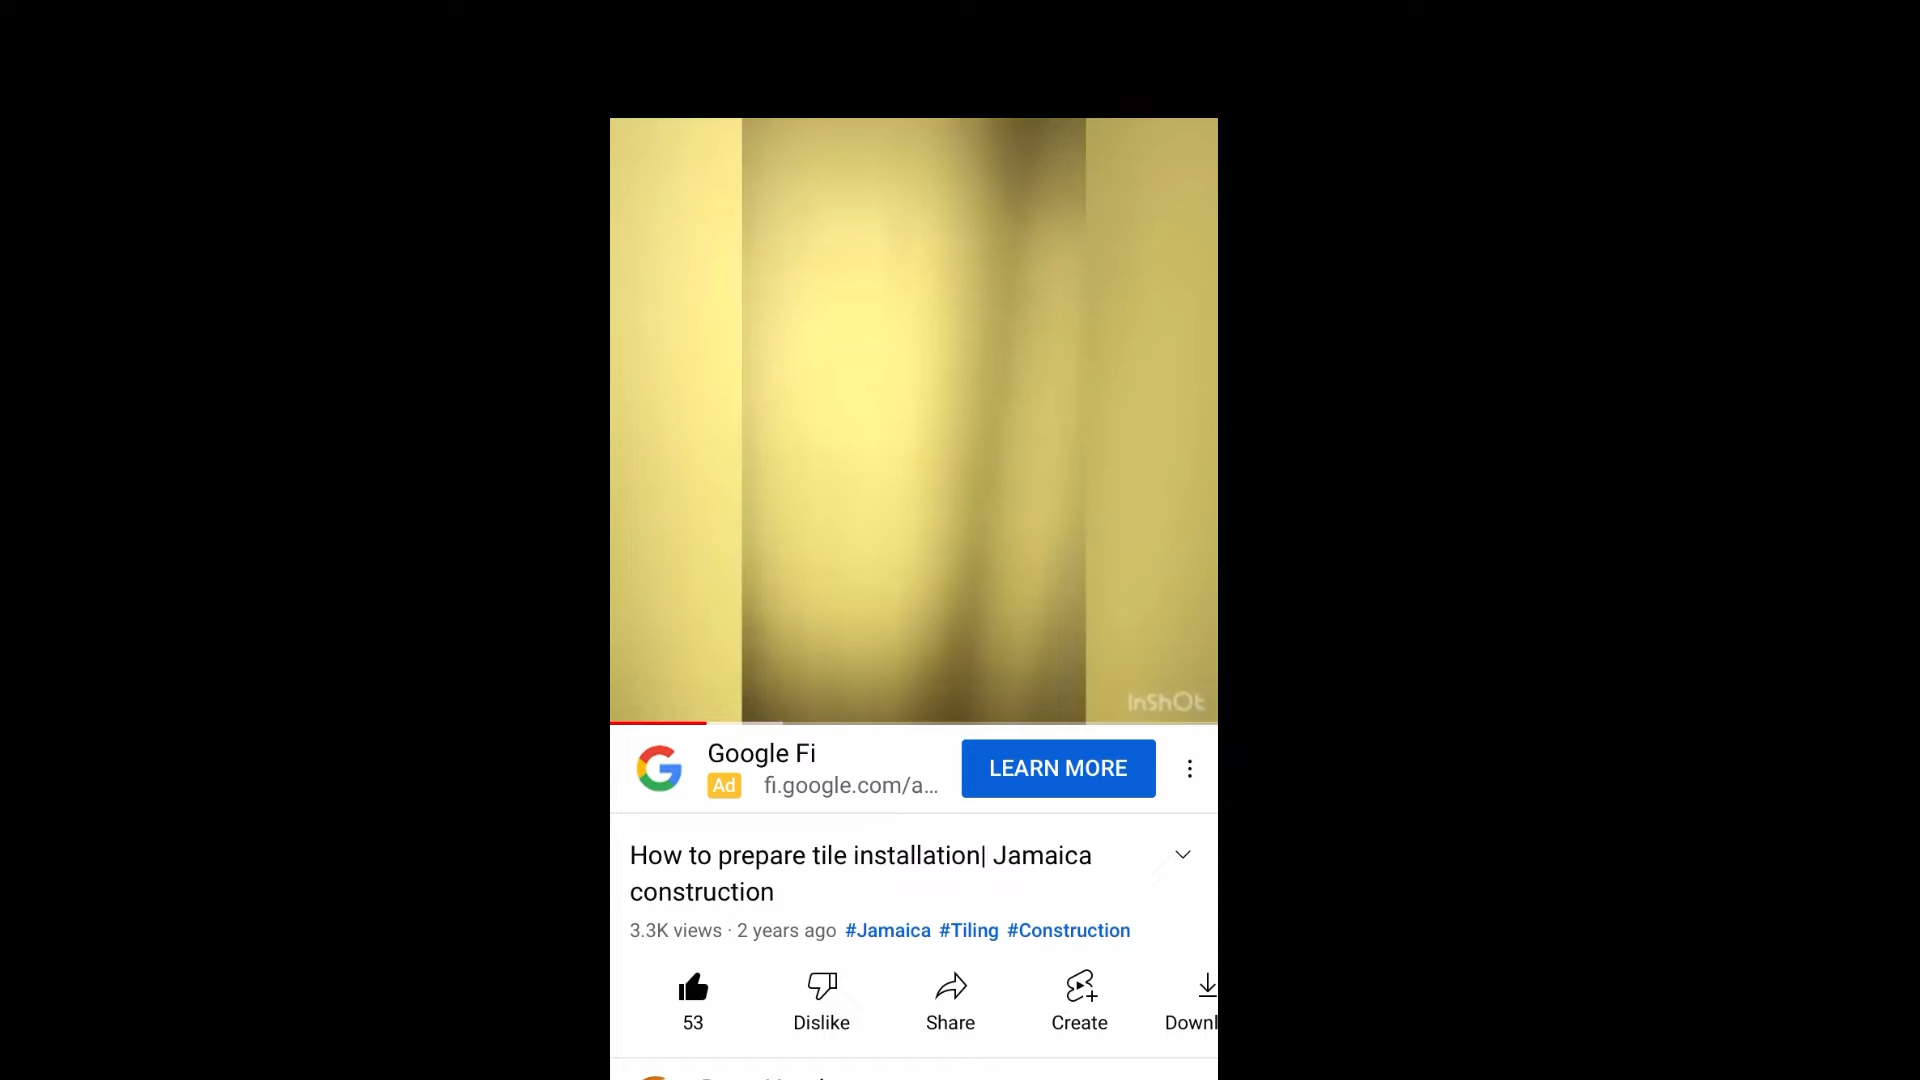 InShOt
Google Fi
LEARN MORE
Ad fi.google.com/a...
How to prepare tile installation| Jamaica
construction
3.3K views · 2 years ago #Jamaica #Tiling #Construction
53 Dislike Share Create Downl